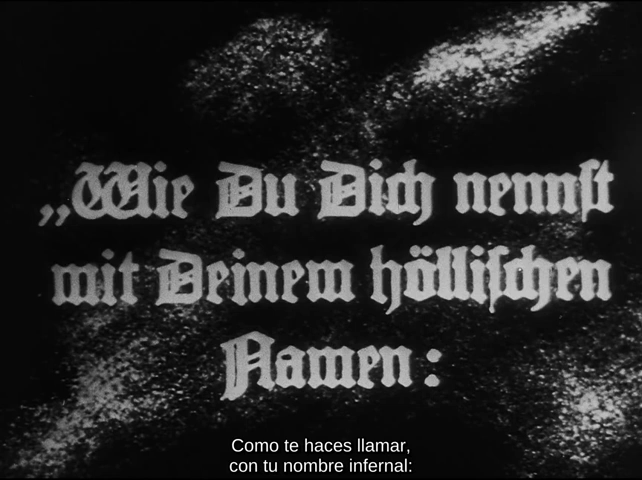 „Wie Du Dich nennſt
mit Deinem hölliſchen
Namen:
Como te haces llamar,
con tu nombre infernal: